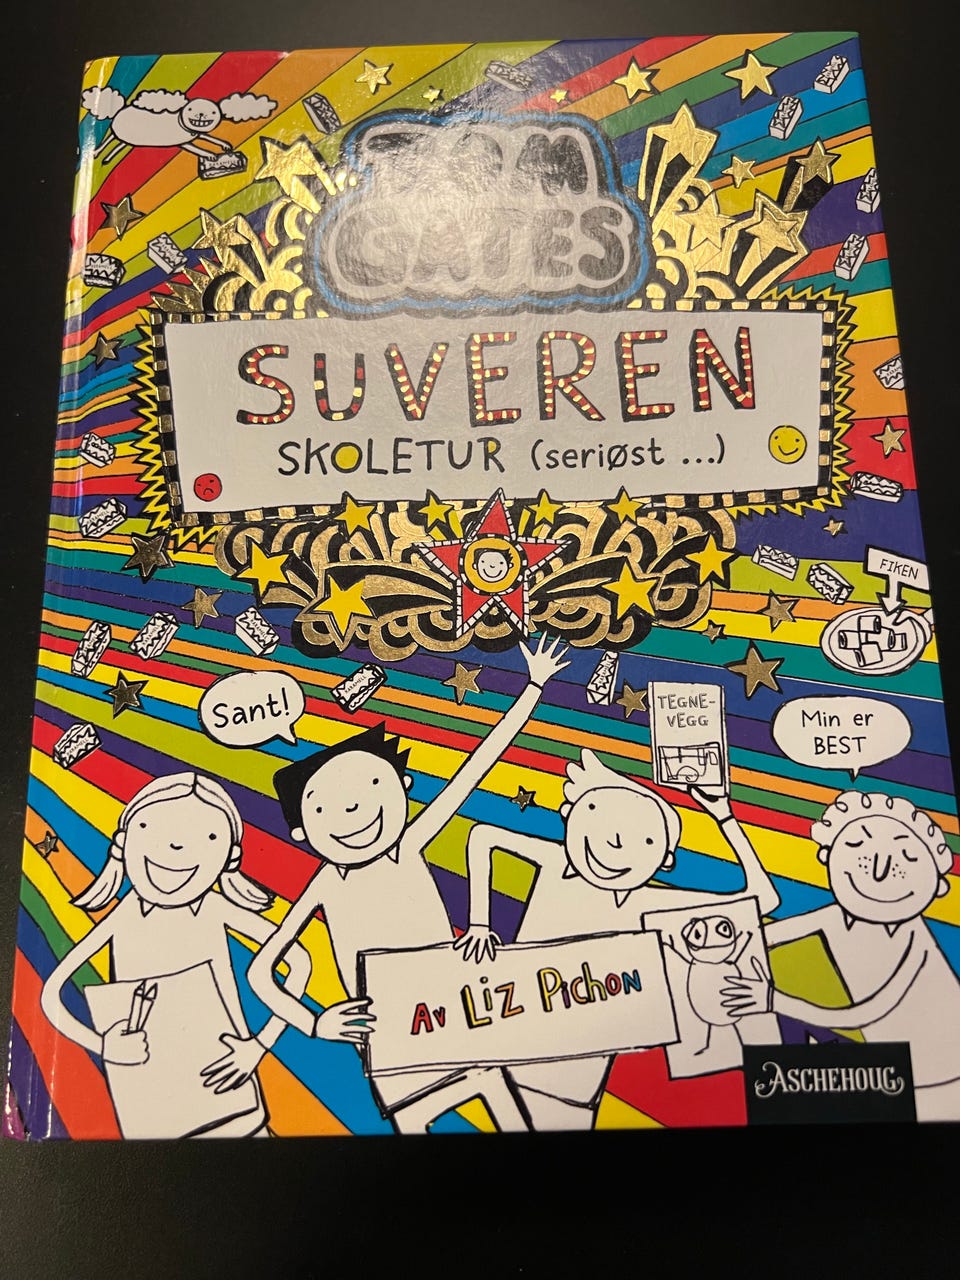 TOM
GATES
SUVEREN
SKOLETUR (seriøst ...)
FIKEN
TEGNE-
VEGG
Sant!
Min er
BEST
Av Liz Pichon
ASCHEHOUG